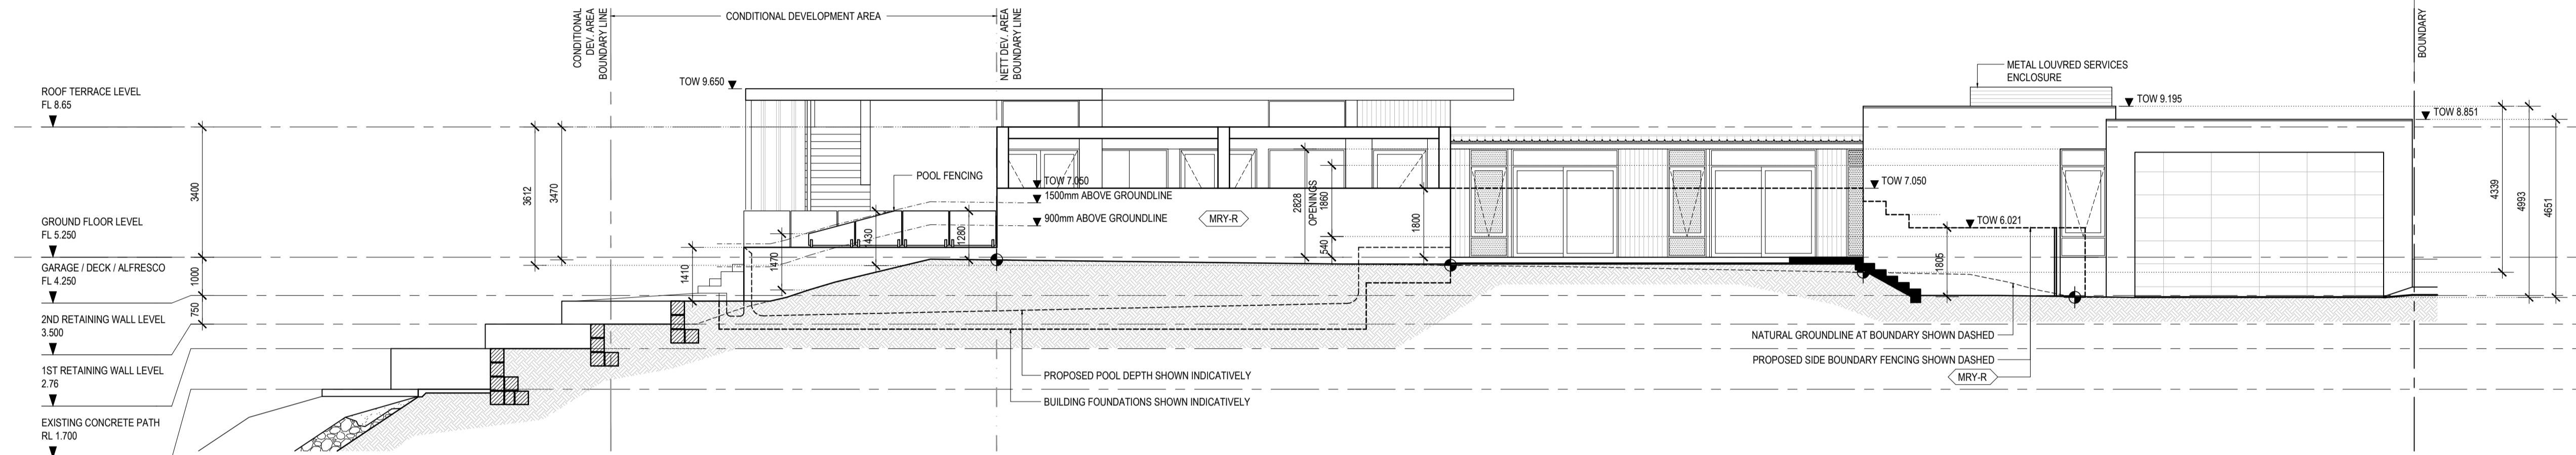 CONDITIONAL
DEV. AREA
BOUNDARY LINE
CONDITIONAL DEVELOPMENT AREA
NETT DEV. AREA
BOUNDARY LINE
BOUNDARY
METAL LOUVRED SERVICES
ENCLOSURE
TOW 9.650
TOW 9.195
TOW 8.851
ROOF TERRACE LEVEL
FL 8.65
3400
3612
3470
POOL FENCING
TOW 7.050
1500mm ABOVE GROUNDLINE
900mm ABOVE GROUNDLINE
MRY-R
2828
OPENINGS
1860
540
1800
TOW 7.050
TOW 6.021
1805
4339
4993
4651
GROUND FLOOR LEVEL
FL 5.250
1430
1280
1470
1410
1000
GARAGE / DECK / ALFRESCO
FL 4.250
750
2ND RETAINING WALL LEVEL
3.500
NATURAL GROUNDLINE AT BOUNDARY SHOWN DASHED
PROPOSED SIDE BOUNDARY FENCING SHOWN DASHED
MRY-R
1ST RETAINING WALL LEVEL
2.76
PROPOSED POOL DEPTH SHOWN INDICATIVELY
BUILDING FOUNDATIONS SHOWN INDICATIVELY
EXISTING CONCRETE PATH
RL 1.700